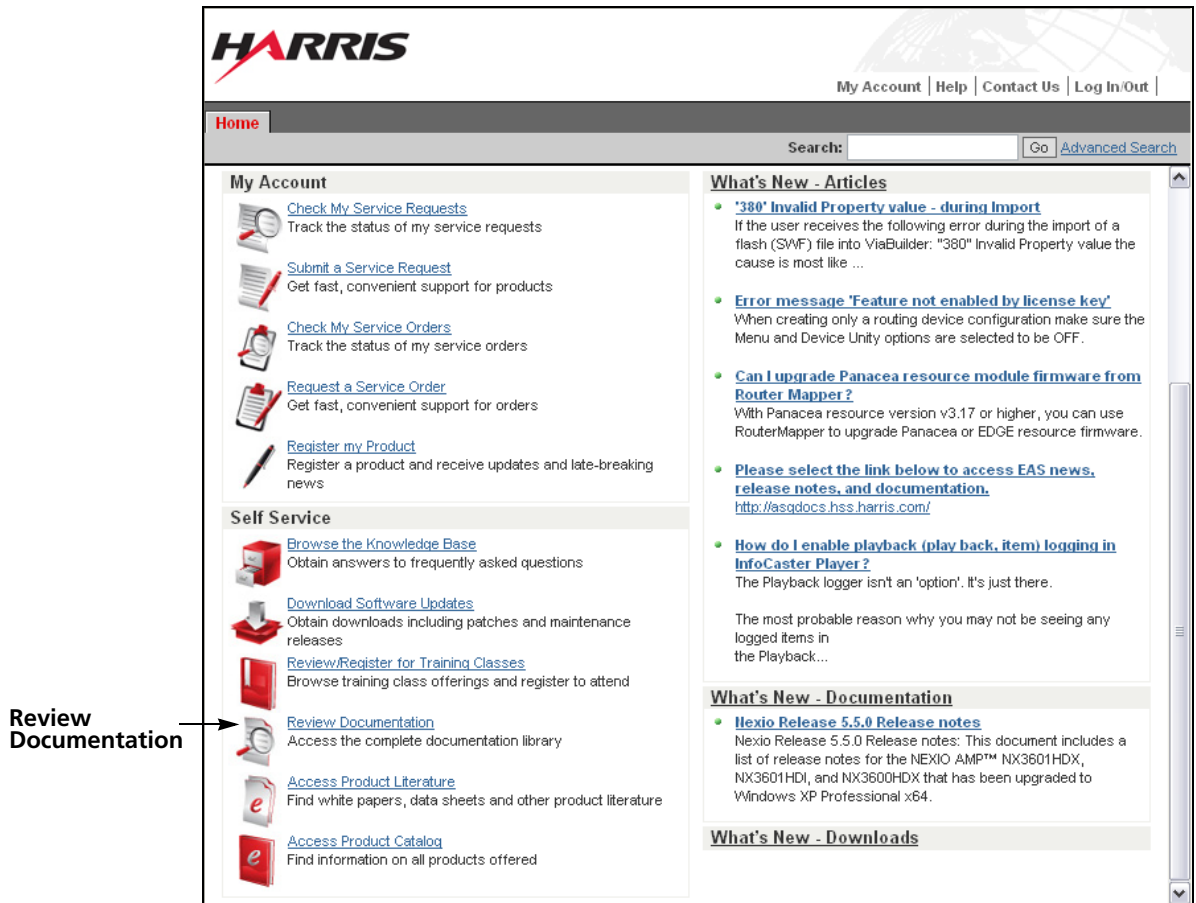 HARRIS
My Account | Help | Contact Us | Log In/Out |
Home
Search: Go Advanced Search
My Account
Check My Service Requests
Track the status of my service requests
Submit a Service Request
Get fast, convenient support for products
Check My Service Orders
Track the status of my service orders
Request a Service Order
Get fast, convenient support for orders
Register my Product
Register a product and receive updates and late-breaking
news
Self Service
Browse the Knowledge Base
Obtain answers to frequently asked questions
Download Software Updates
Obtain downloads including patches and maintenance
releases
Review/Register for Training Classes
Browse training class offerings and register to attend
Review
Documentation
Review Documentation
Access the complete documentation library
Access Product Literature
Find white papers, data sheets and other product literature
Access Product Catalog
Find information on all products offered
What's New - Articles
'380' Invalid Property value - during Import
If the user receives the following error during the import of a
flash (SWF) file into ViaBuilder: "380" Invalid Property value the
cause is most like ...
Error message 'Feature not enabled by license key'
When creating only a routing device configuration make sure the
Menu and Device Unity options are selected to be OFF.
Can I upgrade Panacea resource module firmware from
Router Mapper?
With Panacea resource version v3.17 or higher, you can use
RouterMapper to upgrade Panacea or EDGE resource firmware.
Please select the link below to access EAS news,
release notes, and documentation.
http://asgdocs.hss.harris.com/
How do I enable playback (play back, item) logging in
InfoCaster Player?
The Playback logger isn't an 'option'. It's just there.
The most probable reason why you may not be seeing any
logged items in
the Playback...
What's New - Documentation
Nexio Release 5.5.0 Release notes
Nexio Release 5.5.0 Release notes: This document includes a
list of release notes for the NEXIO AMP™ NX3601HDX,
NX3601HDI, and NX3600HDX that has been upgraded to
Windows XP Professional x64.
What's New - Downloads